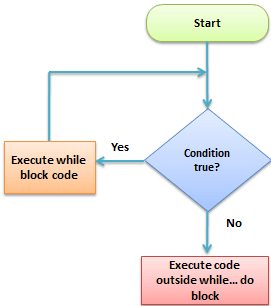 Start
Condition
true?
Yes
Execute while
block code
No
Execute code
outside while... do
block